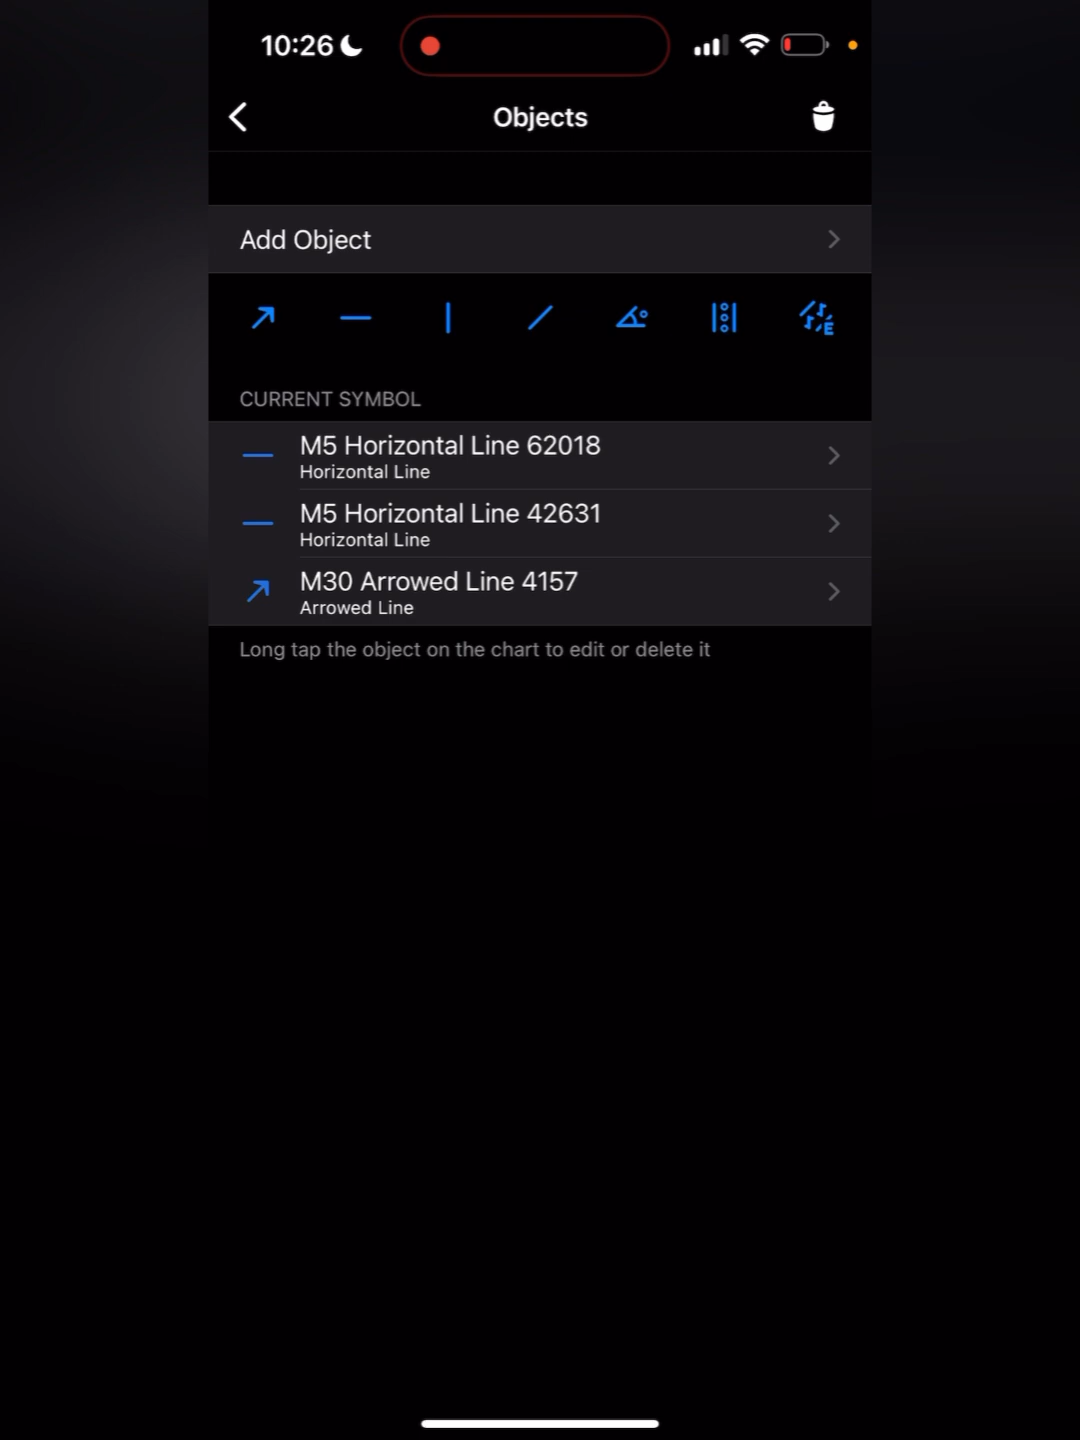 10:26
Objects
Add Object
E
CURRENT SYMBOL
M5 Horizontal Line 62018
Horizontal Line
M5 Horizontal Line 42631
Horizontal Line
M30 Arrowed Line 4157
Arrowed Line
Long tap the object on the chart to edit or delete it